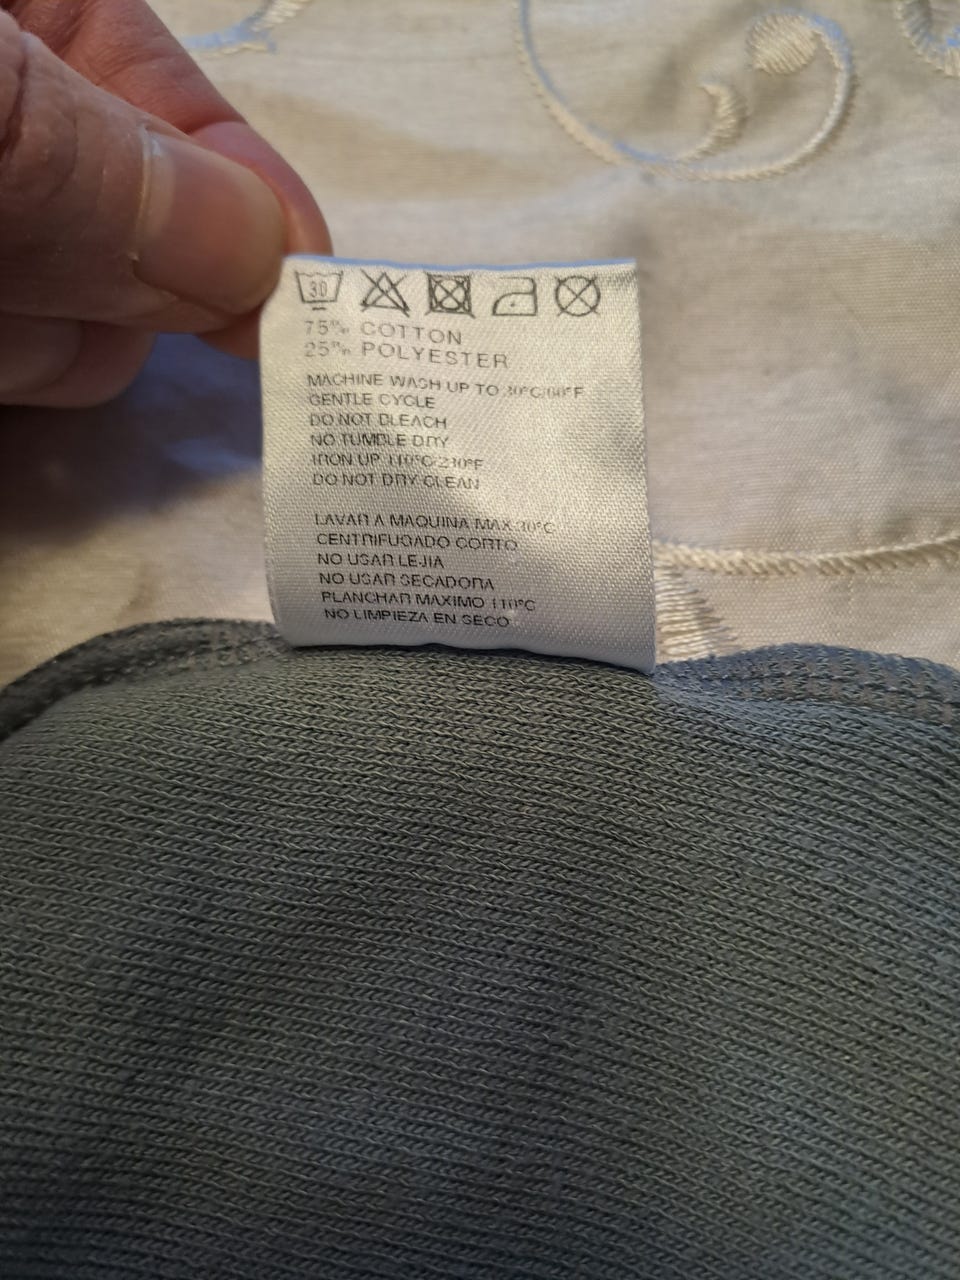 30
75% COTTON
25% POLYESTER
MACHINE WASH UP TO 30°C/86°F
GENTLE CYCLE
DO NOT BLEACH
NO TUMBLE DRY
IRON UP 110°C/230°F
DO NOT DRY CLEAN
LAVAR A MAQUINA MAX 30°C
CENTRIFUGADO CORTO
NO USAR LEJIA
NO USAR SECADORA
PLANCHAR MAXIMO 110°C
NO LIMPIEZA EN SECO